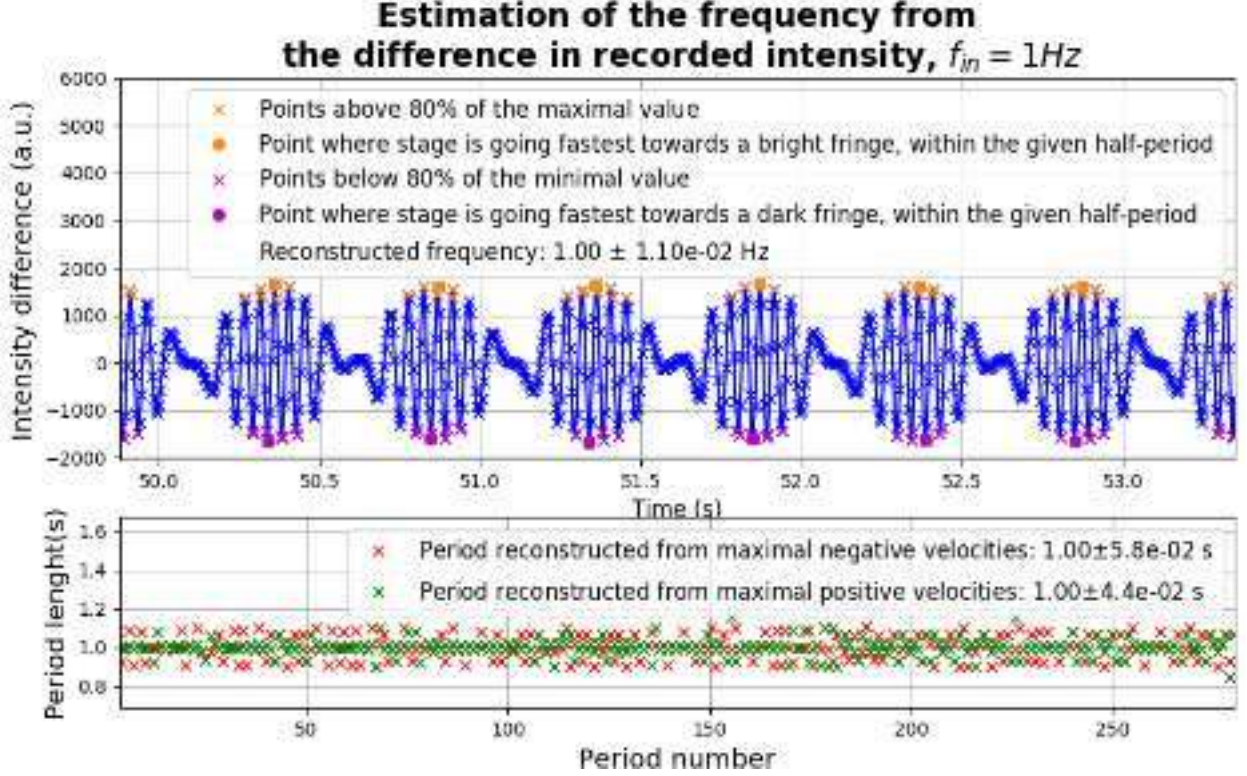 Estimation of the frequency from
the difference in recorded intensity, f_in = 1Hz
Intensity difference (a.u.)
6000
5000
4000
3000
2000
1000
0
−1000
−2000
× Points above 80% of the maximal value
Point where stage is going fastest towards a bright fringe, within the given half-period
× Points below 80% of the minimal value
Point where stage is going fastest towards a dark fringe, within the given half-period
Reconstructed frequency: 1.00 ± 1.10e-02 Hz
50.0 50.5 51.0 51.5 52.0 52.5 53.0
Time (s)
Period lenght(s)
1.6
1.4
1.2
1.0
0.8
× Period reconstructed from maximal negative velocities: 1.00±5.8e-02 s
× Period reconstructed from maximal positive velocities: 1.00±4.4e-02 s
50 100 150 200 250
Period number